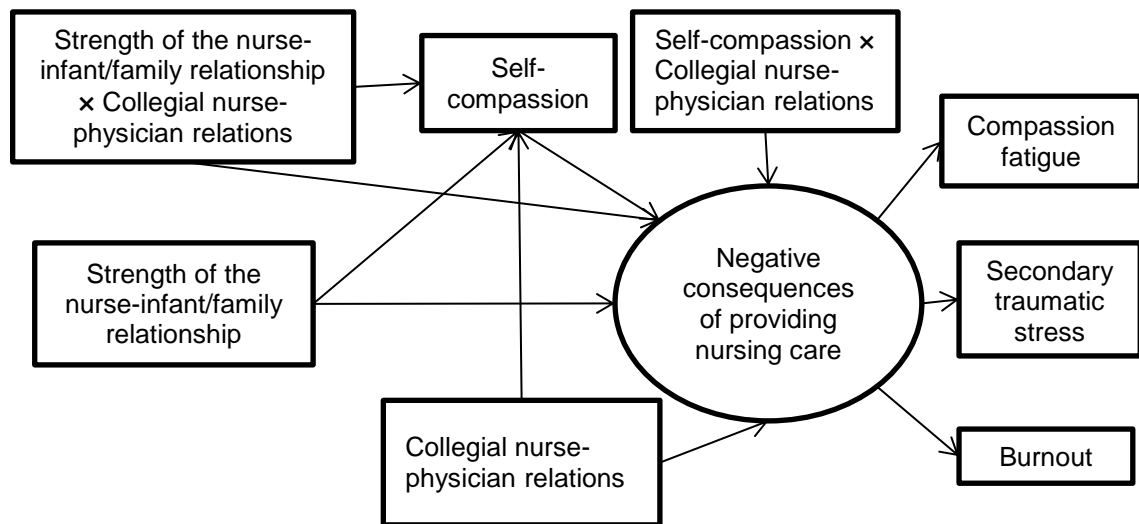 Strength of the nurse-
infant/family relationship
× Collegial nurse-
physician relations
Self-
compassion
Self-compassion ×
Collegial nurse-
physician relations
Compassion
fatigue
Strength of the
nurse-infant/family
relationship
Negative
consequences
of providing
nursing care
Secondary
traumatic
stress
Collegial nurse-
physician relations
Burnout